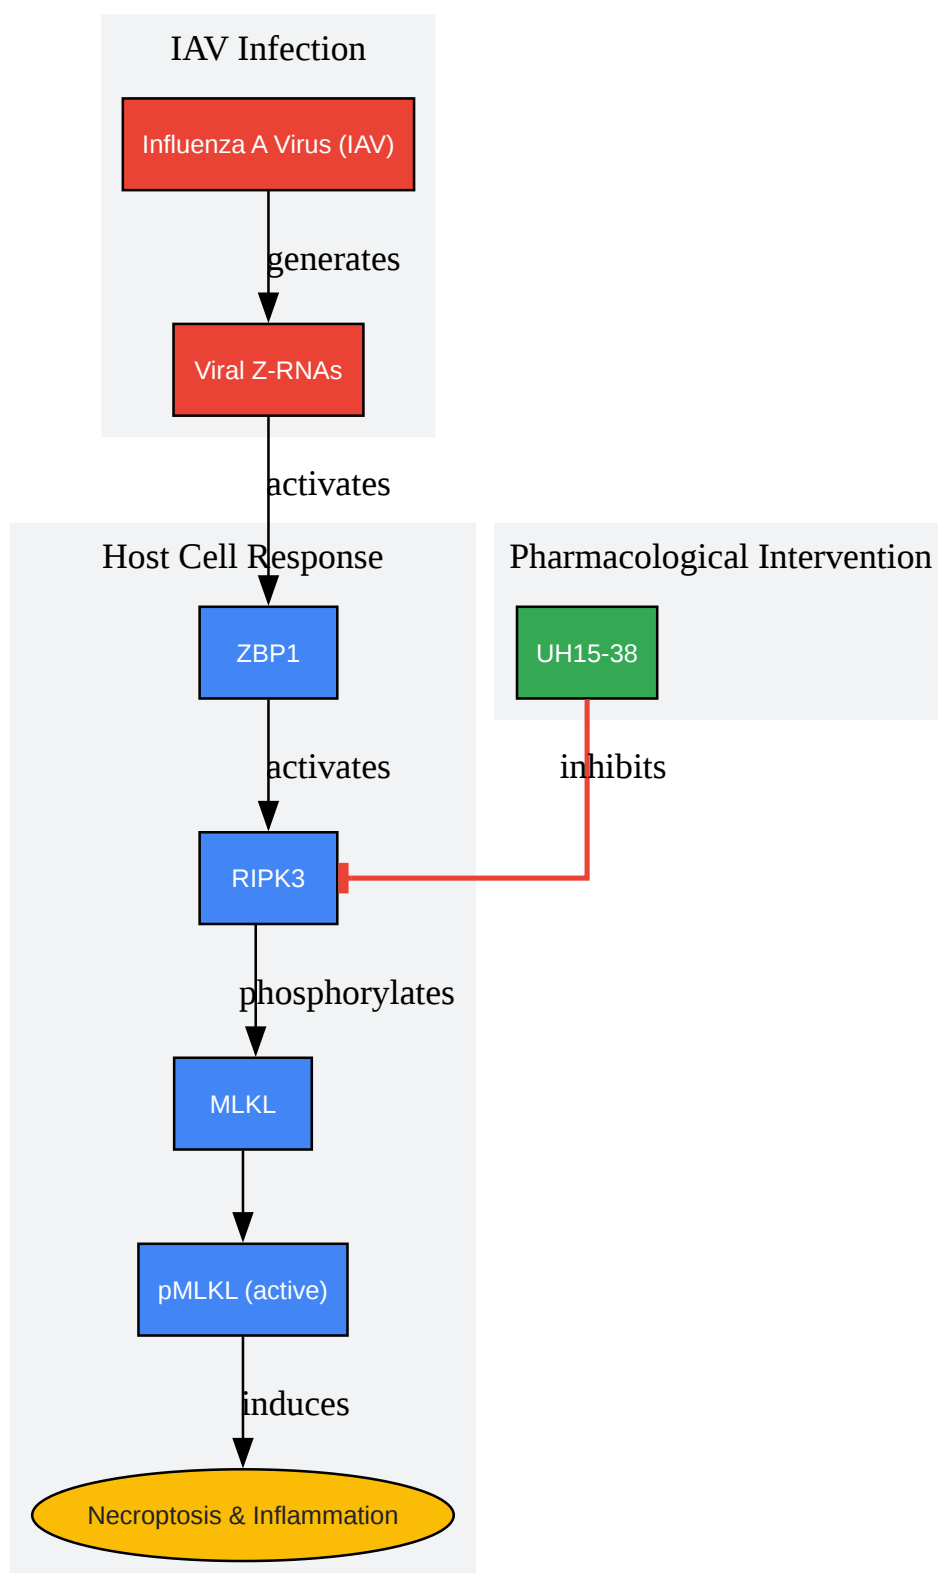 IAV Infection
Influenza A Virus (IAV)
generates
Viral Z-RNAs
activates
Host Cell Response
Pharmacological Intervention
ZBP1
UH15-38
activates
inhibits
RIPK3
phosphorylates
MLKL
pMLKL (active)
induces
Necroptosis & Inflammation